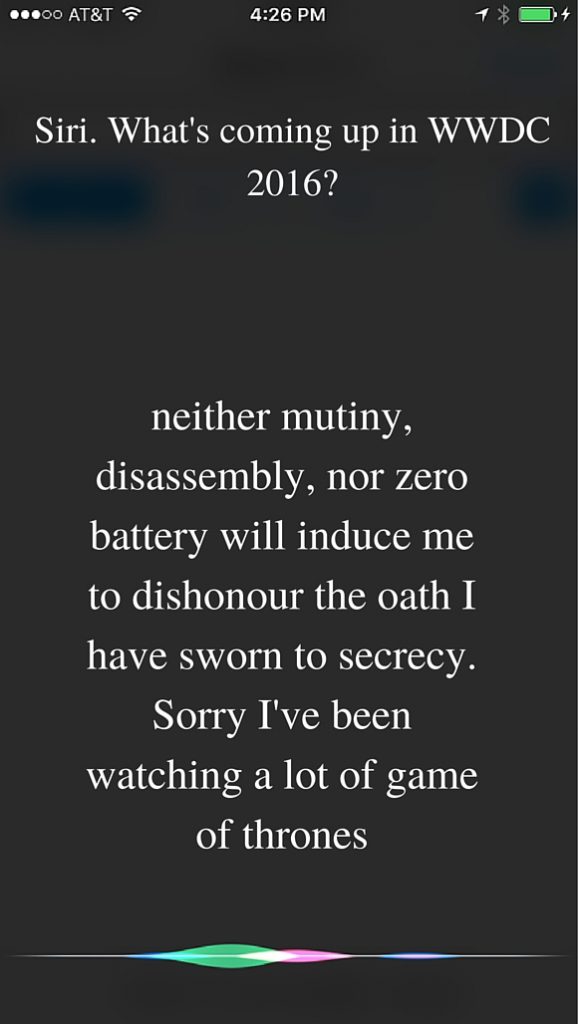 AT&T 4:26 PM
Siri. What's coming up in WWDC
2016?
neither mutiny,
disassembly, nor zero
battery will induce me
to dishonour the oath I
have sworn to secrecy.
Sorry I've been
watching a lot of game
of thrones